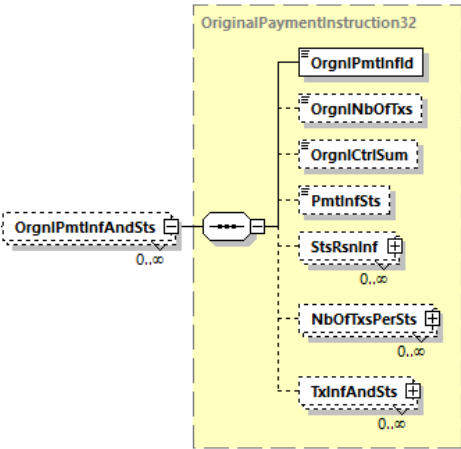 OriginalPaymentInstruction32
OrgnlPmtInfId
OrgnlNbOfTxs
OrgnlCtrlSum
PmtInfSts
OrgnlPmtInfAndSts
0..∞
StsRsnInf
0..∞
NbOfTxsPerSts
0..∞
TxInfAndSts
0..∞